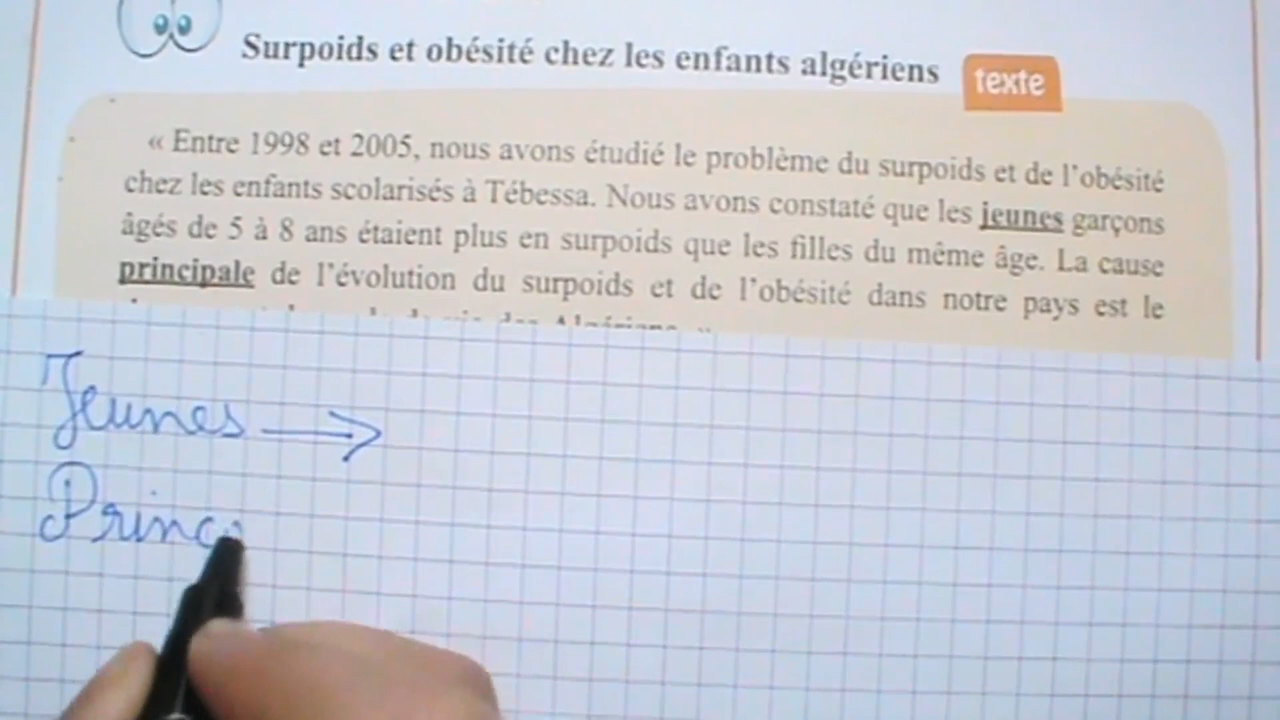 Surpoids et obésité chez les enfants algériens texte
« Entre 1998 et 2005, nous avons étudié le problème du surpoids et de l'obésité
chez les enfants scolarisés à Tébessa. Nous avons constaté que les jeunes garçons
âgés de 5 à 8 ans étaient plus en surpoids que les filles du même âge. La cause
principale de l'évolution du surpoids et de l'obésité dans notre pays est le
Jeunes →
Princ